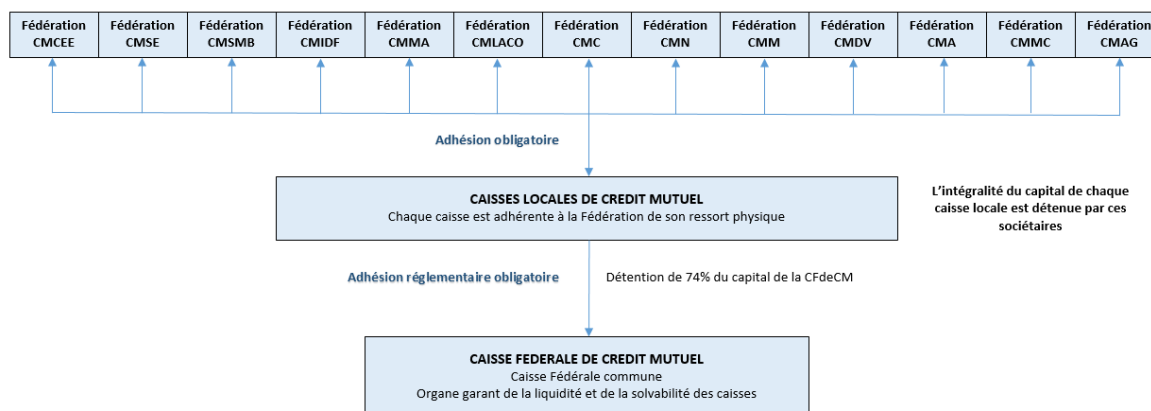 Fédération CMCEE
Fédération CMSE
Fédération CMSMB
Fédération CMIDF
Fédération CMMA
Fédération CMLACO
Fédération CMC
Fédération CMN
Fédération CMM
Fédération CMDV
Fédération CMA
Fédération CMMC
Fédération CMAG
Adhésion obligatoire
CAISSES LOCALES DE CREDIT MUTUEL
Chaque caisse est adhérente à la Fédération de son ressort physique
L'intégralité du capital de chaque
caisse locale est détenue par ces
sociétaires
Adhésion réglementaire obligatoire
Détention de 74% du capital de la CFdeCM
CAISSE FEDERALE DE CREDIT MUTUEL
Caisse Fédérale commune
Organe garant de la liquidité et de la solvabilité des caisses